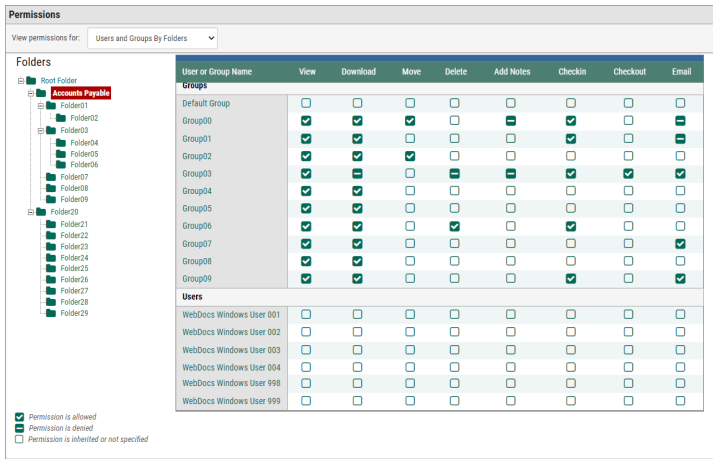 Permissions
View permissions for: Users and Groups By Folders
Folders
Root Folder
Accounts Payable
Folder01
Folder02
Folder03
Folder04
Folder05
Folder06
Folder07
Folder08
Folder09
Folder20
Folder21
Folder22
Folder23
Folder24
Folder25
Folder26
Folder27
Folder28
Folder29
User or Group Name View Download Move Delete Add Notes Checkin Checkout Email
Groups
Default Group
Group00
Group01
Group02
Group03
Group04
Group05
Group06
Group07
Group08
Group09
Users
WebDocs Windows User 001
WebDocs Windows User 002
WebDocs Windows User 003
WebDocs Windows User 004
WebDocs Windows User 998
WebDocs Windows User 999
Permission is allowed
Permission is denied
Permission is inherited or not specified